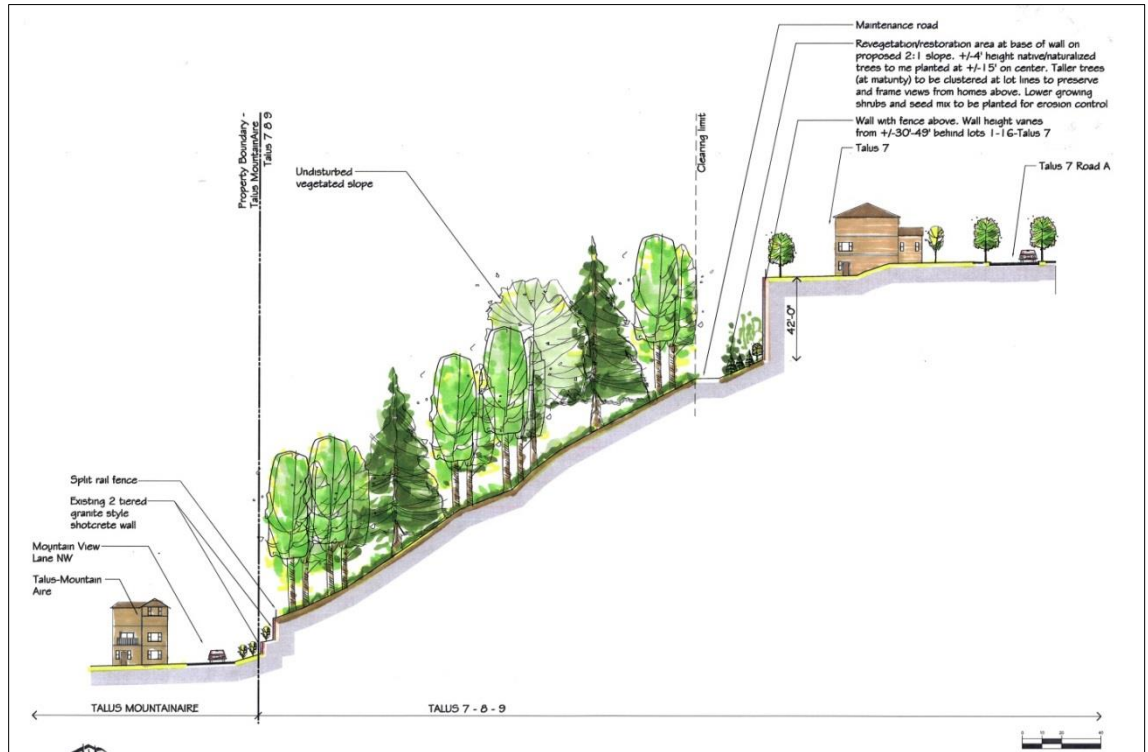 Maintenance road
Revegetation/restoration area at base of wall on
proposed 2:1 slope. +/-4' height native/naturalized
trees to me planted at +/-15' on center. Taller trees
(at maturity) to be clustered at lot lines to preserve
and frame views from homes above. Lower growing
shrubs and seed mix to be planted for erosion control
Wall with fence above. Wall height varies
from +/-30'-49' behind lots 1-16-Talus 7
Talus 7
Talus 7 Road A
Property Boundary -
Talus MountainAire
Talus 7 8 9
Clearing limit
Undisturbed
vegetated slope
42'-0"
Split rail fence
Existing 2 tiered
granite style
shotcrete wall
Mountain View
Lane NW
Talus-Mountain
Aire
TALUS MOUNTAINAIRE
TALUS 7 - 8 - 9